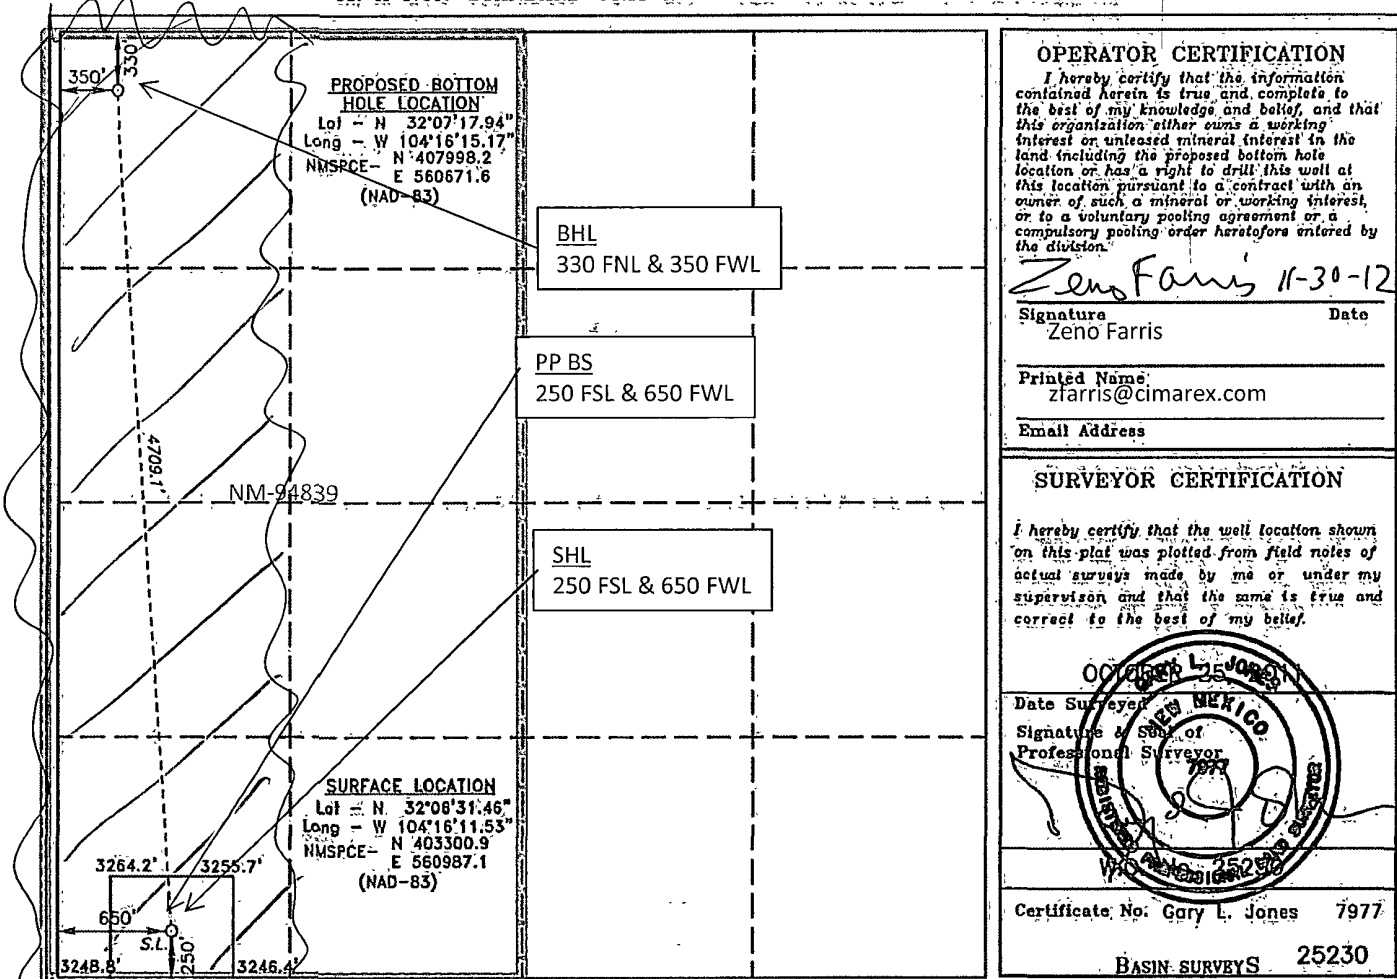 330'
350'
PROPOSED BOTTOM
HOLE LOCATION
Lat - N 32°07'17.94"
Long - W 104°16'15.17"
NMSPCE- N 407998.2
E 560671.6
(NAD-83)
BHL
330 FNL & 350 FWL
PP BS
250 FSL & 650 FWL
4709.1'
NM-94839
SHL
250 FSL & 650 FWL
SURFACE LOCATION
Lat - N 32°06'31.46"
Long - W 104°16'11.53"
NMSPCE- N 403300.9
E 560987.1
(NAD-83)
3264.2' 3255.7'
650'
S.L.
250'
3248.8' 3246.4'
OPERATOR CERTIFICATION
I hereby certify that the information
contained herein is true and complete to
the best of my knowledge and belief, and that
this organization either owns a working
interest or unleased mineral interest in the
land including the proposed bottom hole
location or has a right to drill this well at
this location pursuant to a contract with an
owner of such a mineral or working interest,
or to a voluntary pooling agreement or a
compulsory pooling order heretofore entered by
the division.
Zeno Farris 11-30-12
Signature Date
Zeno Farris
Printed Name
zfarris@cimarex.com
Email Address
SURVEYOR CERTIFICATION
I hereby certify that the well location shown
on this plat was plotted from field notes of
actual surveys made by me or under my
supervison and that the same is true and
correct to the best of my belief.
OCTOBER 25, 2011
Date Surveyed
Signature & Seal of
Professional Surveyor
GARY L. JONES
NEW MEXICO
7977
REGISTERED PROFESSIONAL LAND SURVEYOR
W.O. No. 25230
Certificate No. Gary L. Jones 7977
BASIN SURVEYS 25230